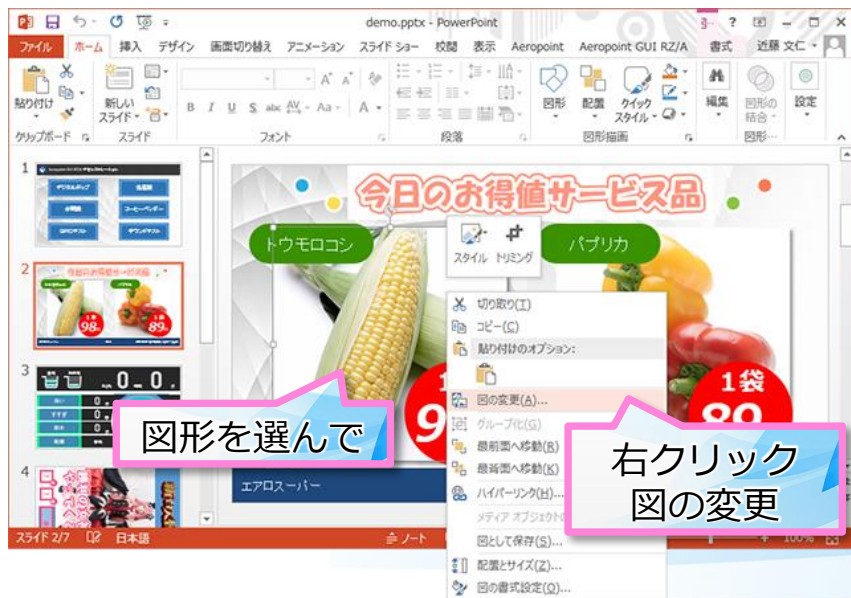 demo.pptx - PowerPoint
ファイル ホーム 挿入 デザイン 画面切り替え アニメーション スライド ショー 校閲 表示 Aeropoint Aeropoint GUI RZ/A 書式 近藤 文仁
貼り付け
新しい
スライド
B I U S abc AV Aa A
図形 配置 クイック
スタイル
編集 図形の
結合
設定
クリップボード スライド フォント 段落 図形描画 図形...
1
2
3
4
今日のお得値サービス品
トウモロコシ
パプリカ
スタイル トリミング
切り取り(T)
コピー(C)
貼り付けのオプション:
図の変更(A)...
グループ化(G)
最前面へ移動(R)
最背面へ移動(K)
ハイパーリンク(H)...
メディア オブジェクトの
図として保存(S)...
配置とサイズ(Z)...
図の書式設定(O)...
1袋
89
図形を選んで
右クリック
図の変更
エアロスーパー
スライド 2/7 日本語 ノート 100%